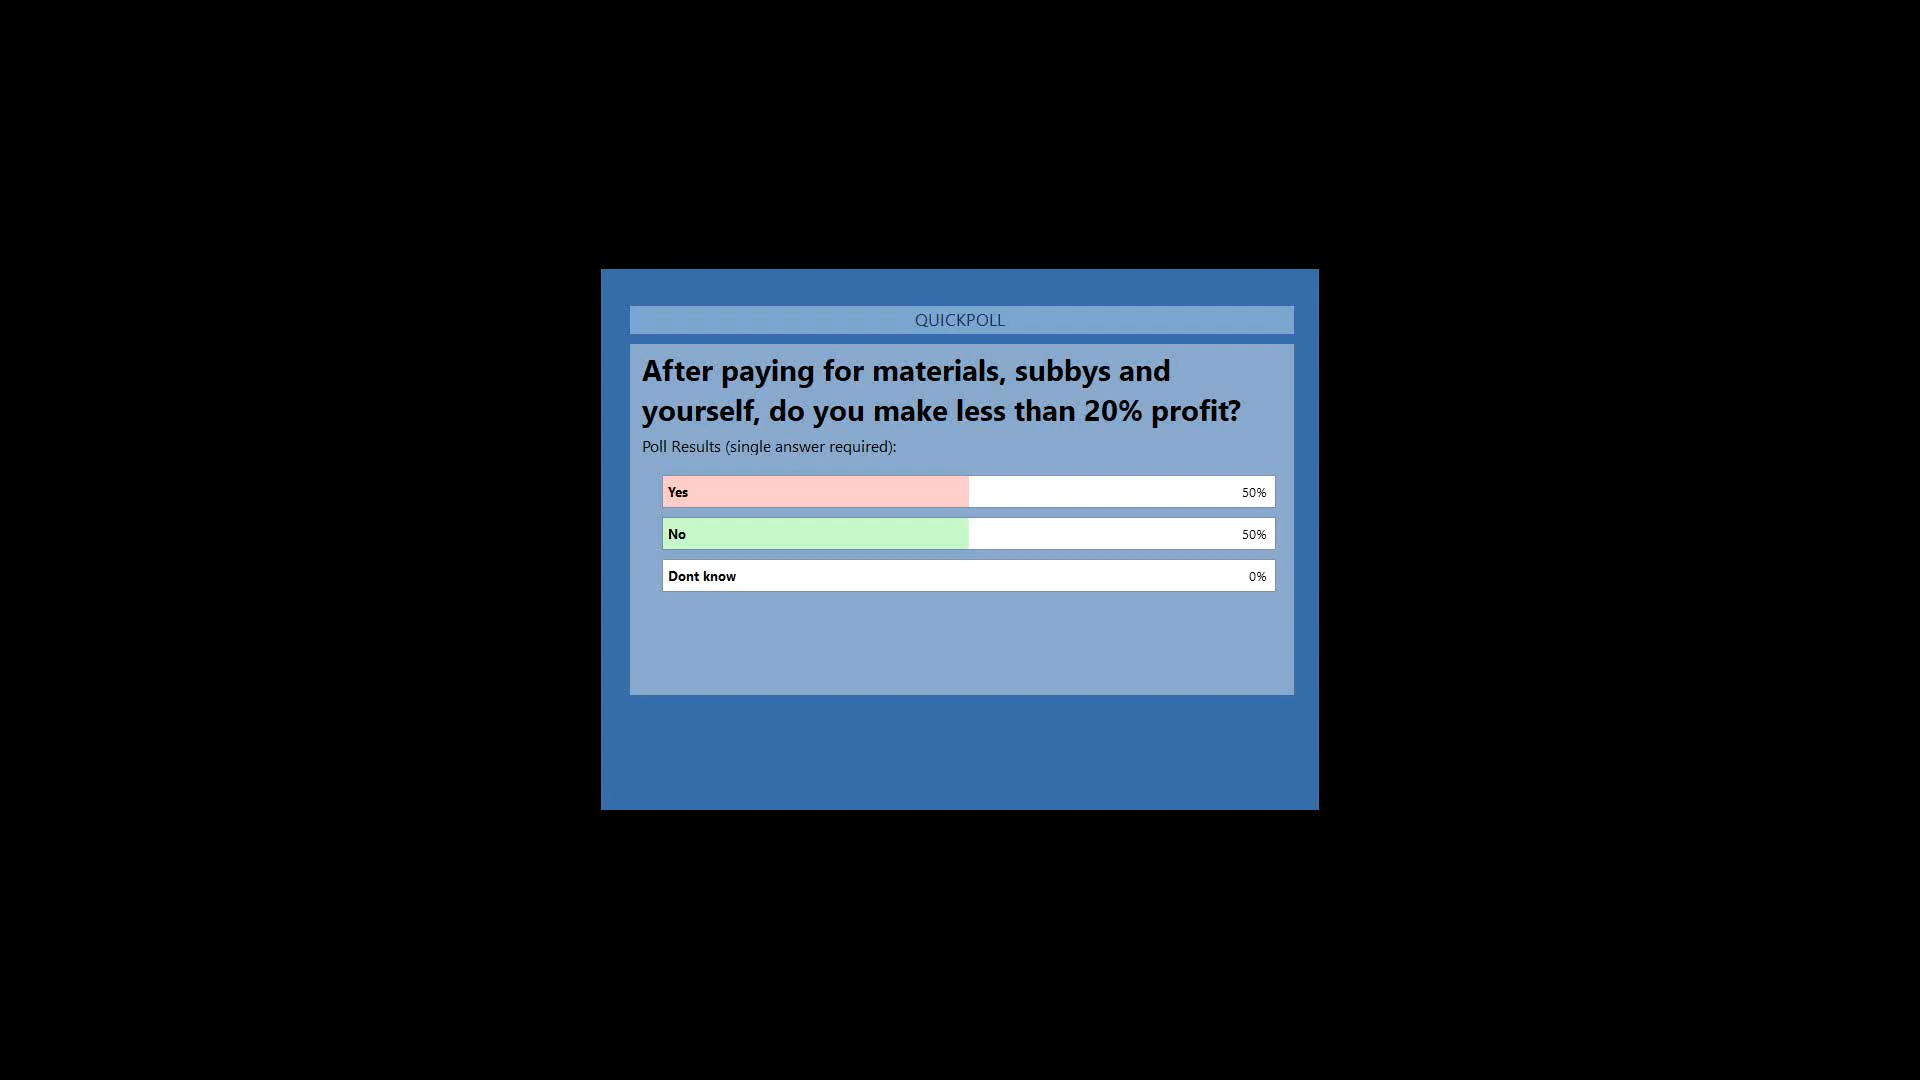 QUICKPOLL
After paying for materials, subbys and
yourself, do you make less than 20% profit?
Poll Results (single answer required):
Yes 50%
No 50%
Dont know 0%